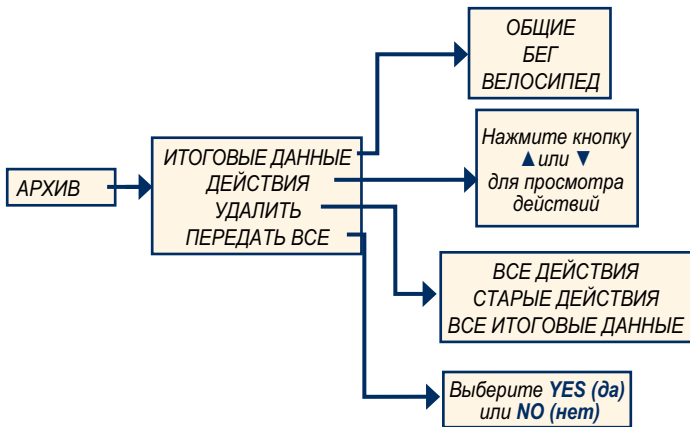 АРХИВ
ИТОГОВЫЕ ДАННЫЕ
ДЕЙСТВИЯ
УДАЛИТЬ
ПЕРЕДАТЬ ВСЕ
ОБЩИЕ
БЕГ
ВЕЛОСИПЕД
Нажмите кнопку
▲ или ▼
для просмотра
действий
ВСЕ ДЕЙСТВИЯ
СТАРЫЕ ДЕЙСТВИЯ
ВСЕ ИТОГОВЫЕ ДАННЫЕ
Выберите YES (да)
или NO (нет)